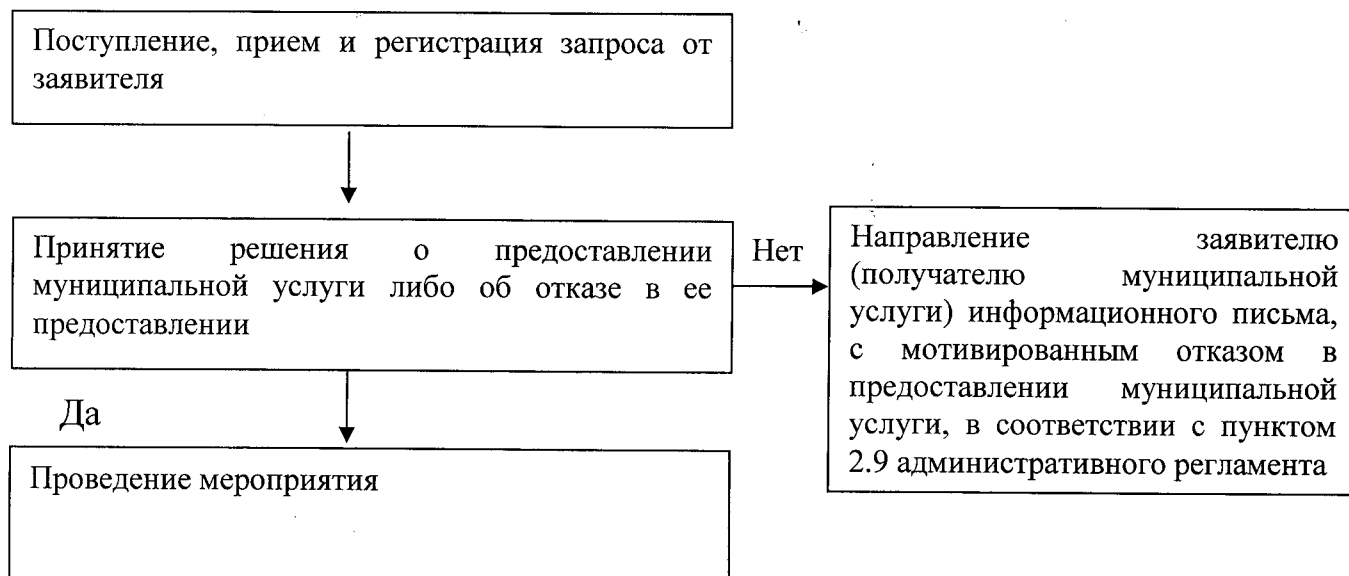 Поступление, прием и регистрация запроса от
заявителя
Принятие решения о предоставлении
муниципальной услуги либо об отказе в ее
предоставлении
Нет
Направление заявителю
(получателю муниципальной
услуги) информационного письма,
с мотивированным отказом в
предоставлении муниципальной
услуги, в соответствии с пунктом
2.9 административного регламента
Да
Проведение мероприятия